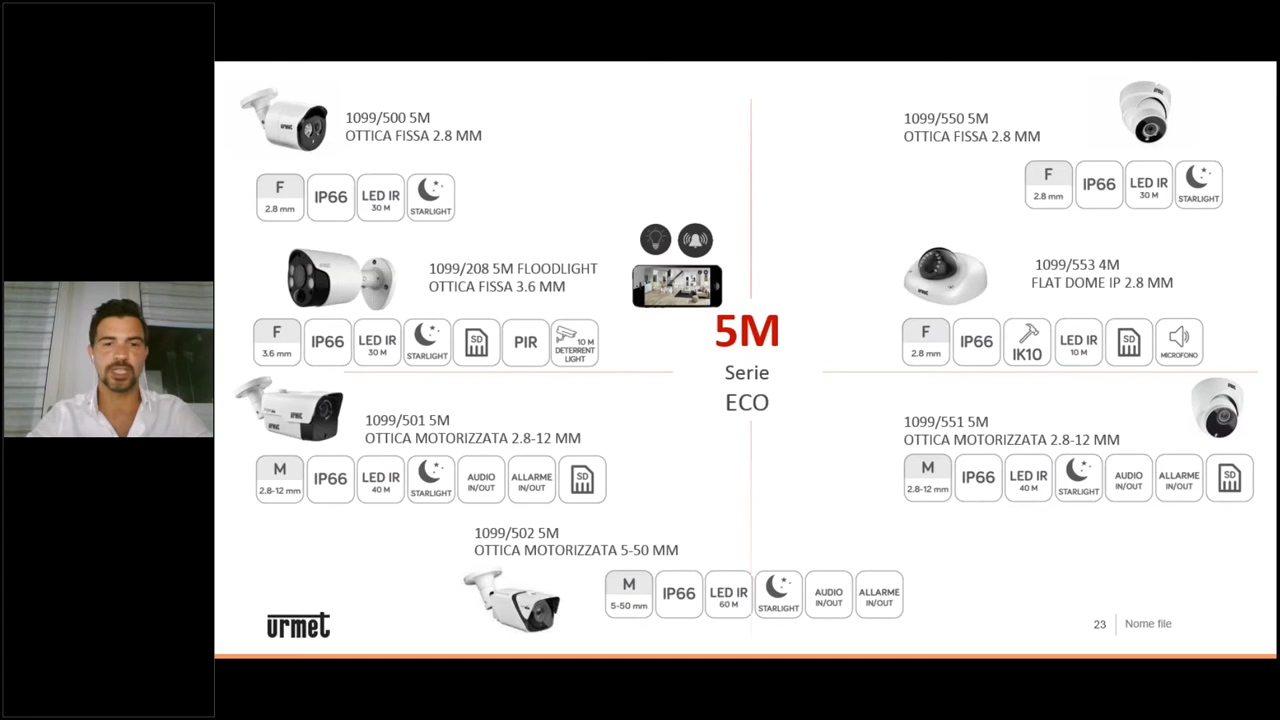 1099/500 5M
OTTICA FISSA 2.8 MM
F
2.8 mm
IP66
LED IR
30 M
STARLIGHT
1099/550 5M
OTTICA FISSA 2.8 MM
F
2.8 mm
IP66
LED IR
30 M
STARLIGHT
1099/208 5M FLOODLIGHT
OTTICA FISSA 3.6 MM
F
3.6 mm
IP66
LED IR
30 M
STARLIGHT
SD
PIR
10 M
DETERRENT
LIGHT
1099/553 4M
FLAT DOME IP 2.8 MM
F
2.8 mm
IP66
IK10
LED IR
10 M
SD
MICROFONO
5M
Serie
ECO
1099/501 5M
OTTICA MOTORIZZATA 2.8-12 MM
M
2.8-12 mm
IP66
LED IR
40 M
STARLIGHT
AUDIO
IN/OUT
ALLARME
IN/OUT
SD
1099/551 5M
OTTICA MOTORIZZATA 2.8-12 MM
M
2.8-12 mm
IP66
LED IR
40 M
STARLIGHT
AUDIO
IN/OUT
ALLARME
IN/OUT
SD
1099/502 5M
OTTICA MOTORIZZATA 5-50 MM
M
5-50 mm
IP66
LED IR
60 M
STARLIGHT
AUDIO
IN/OUT
ALLARME
IN/OUT
urmet
23
Nome file